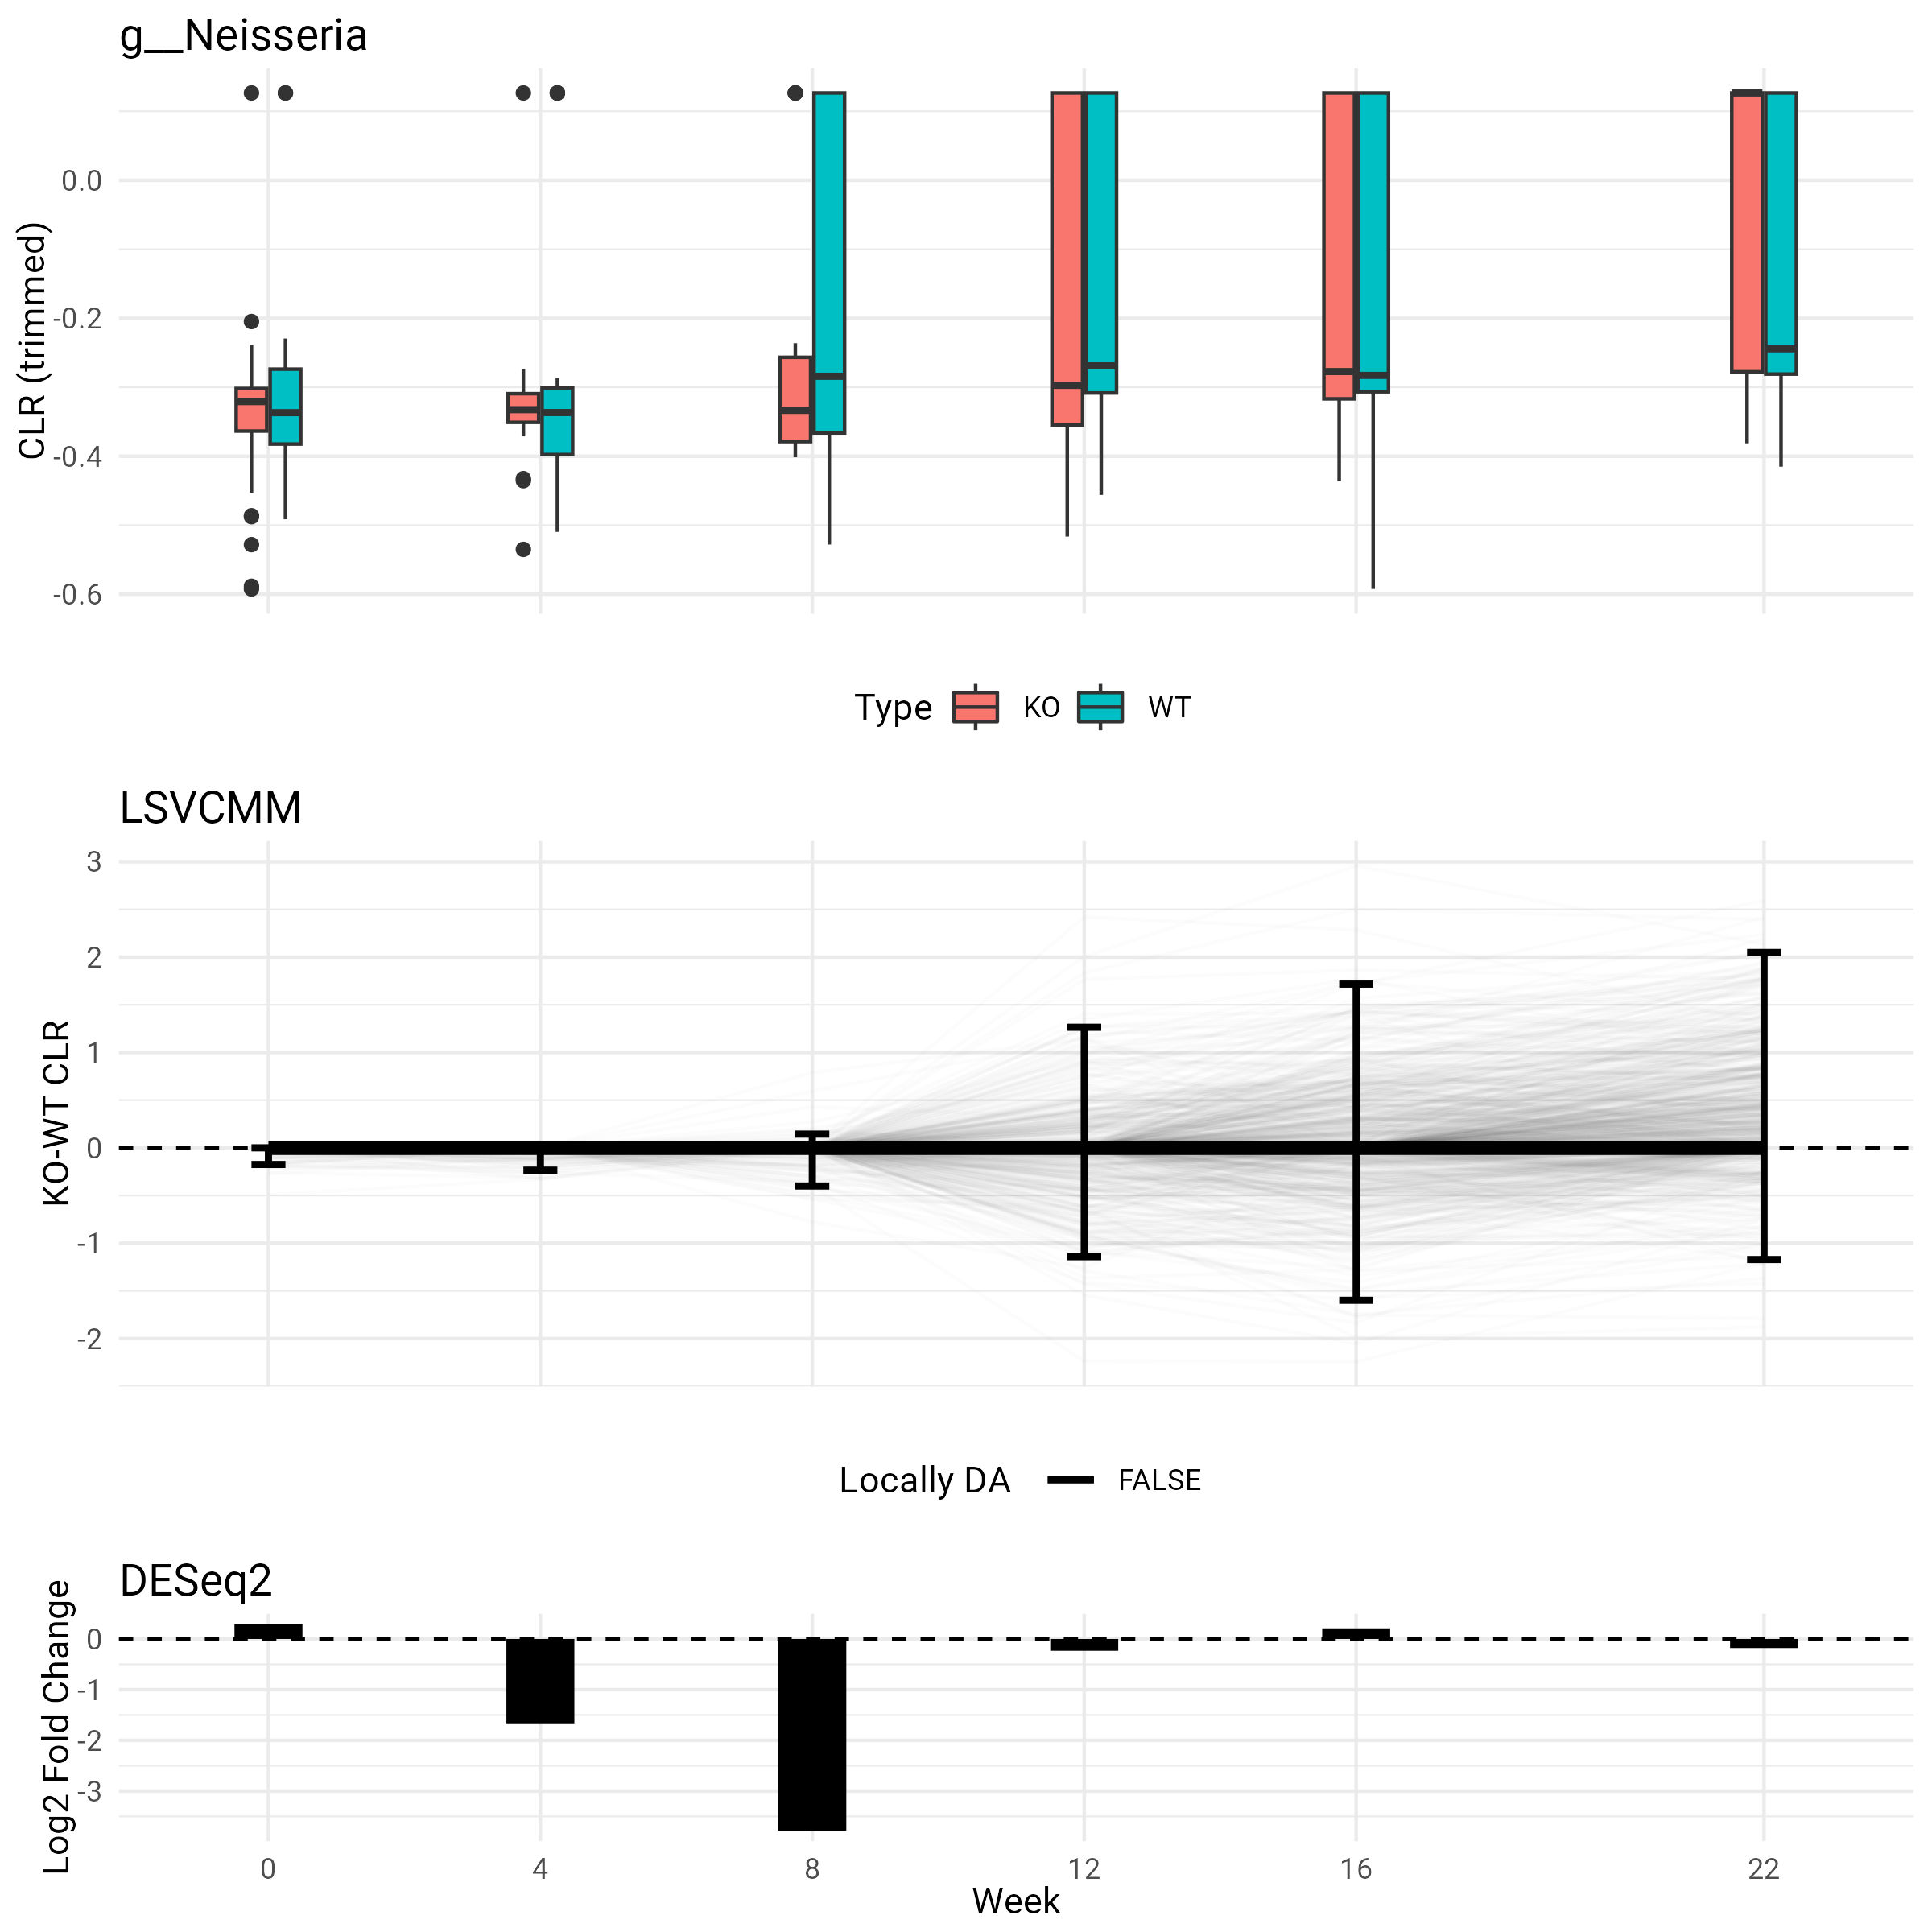 g__Neisseria
CLR (trimmed)
0.0
-0.2
-0.4
-0.6
Type KO WT
LSVCMM
KO-WT CLR
3
2
1
0
-1
-2
Locally DA FALSE
DESeq2
Log2 Fold Change
0
-1
-2
-3
0 4 8 12 16 22
Week